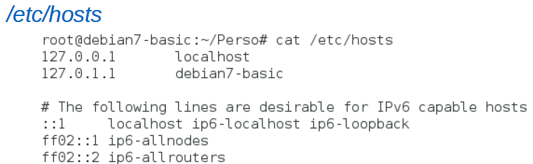 /etc/hosts
root@debian7-basic:~/Perso# cat /etc/hosts
127.0.0.1       localhost
127.0.1.1       debian7-basic

# The following lines are desirable for IPv6 capable hosts
::1     localhost ip6-localhost ip6-loopback
ff02::1 ip6-allnodes
ff02::2 ip6-allrouters